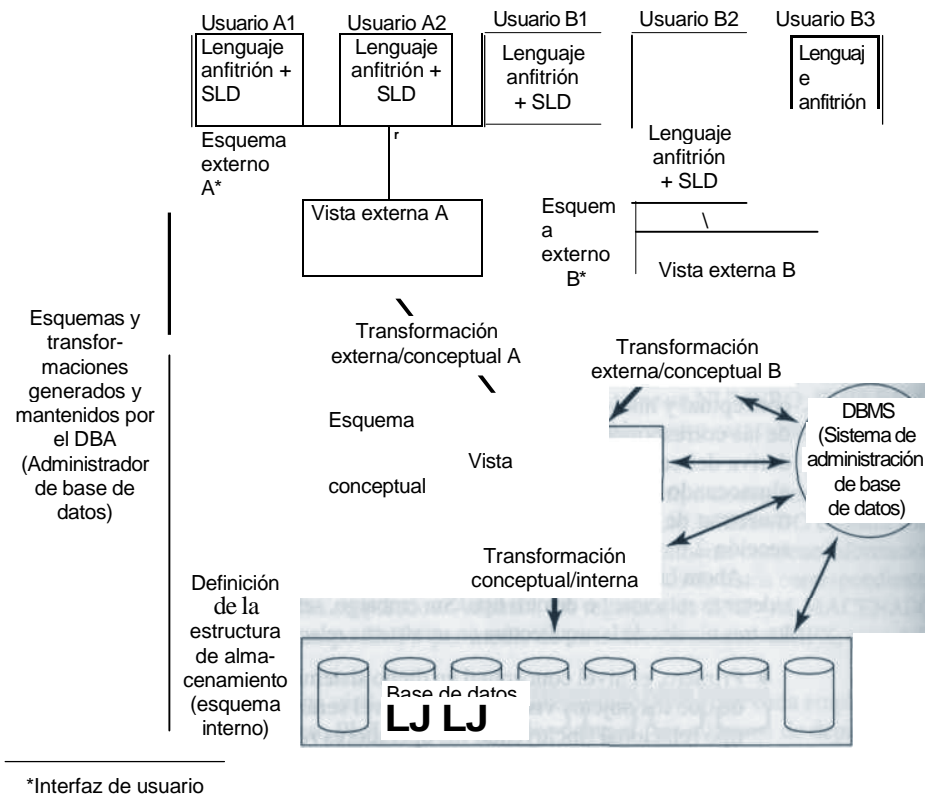 Usuario A1 Usuario A2 Usuario B1 Usuario B2 Usuario B3
Lenguaje
anfitrión +
SLD
Lenguaje
anfitrión +
SLD
Lenguaje
anfitrión
+ SLD
Lenguaje
anfitrión
+ SLD
Lenguaj
e
anfitrión
Esquema
externo
A*
r
Vista externa A
Esquem
a
externo
B*
\
Vista externa B
Esquemas y
transfor-
maciones
generados y
mantenidos por
el DBA
(Administrador
de base de
datos)
Transformación
externa/conceptual A
Transformación
externa/conceptual B
Esquema
conceptual
Vista
DBMS
(Sistema de
administración
de base
de datos)
Transformación
conceptual/interna
Definición
de la
estructura
de alma-
cenamiento
(esquema
interno)
Base de datos
LJ LJ
*Interfaz de usuario